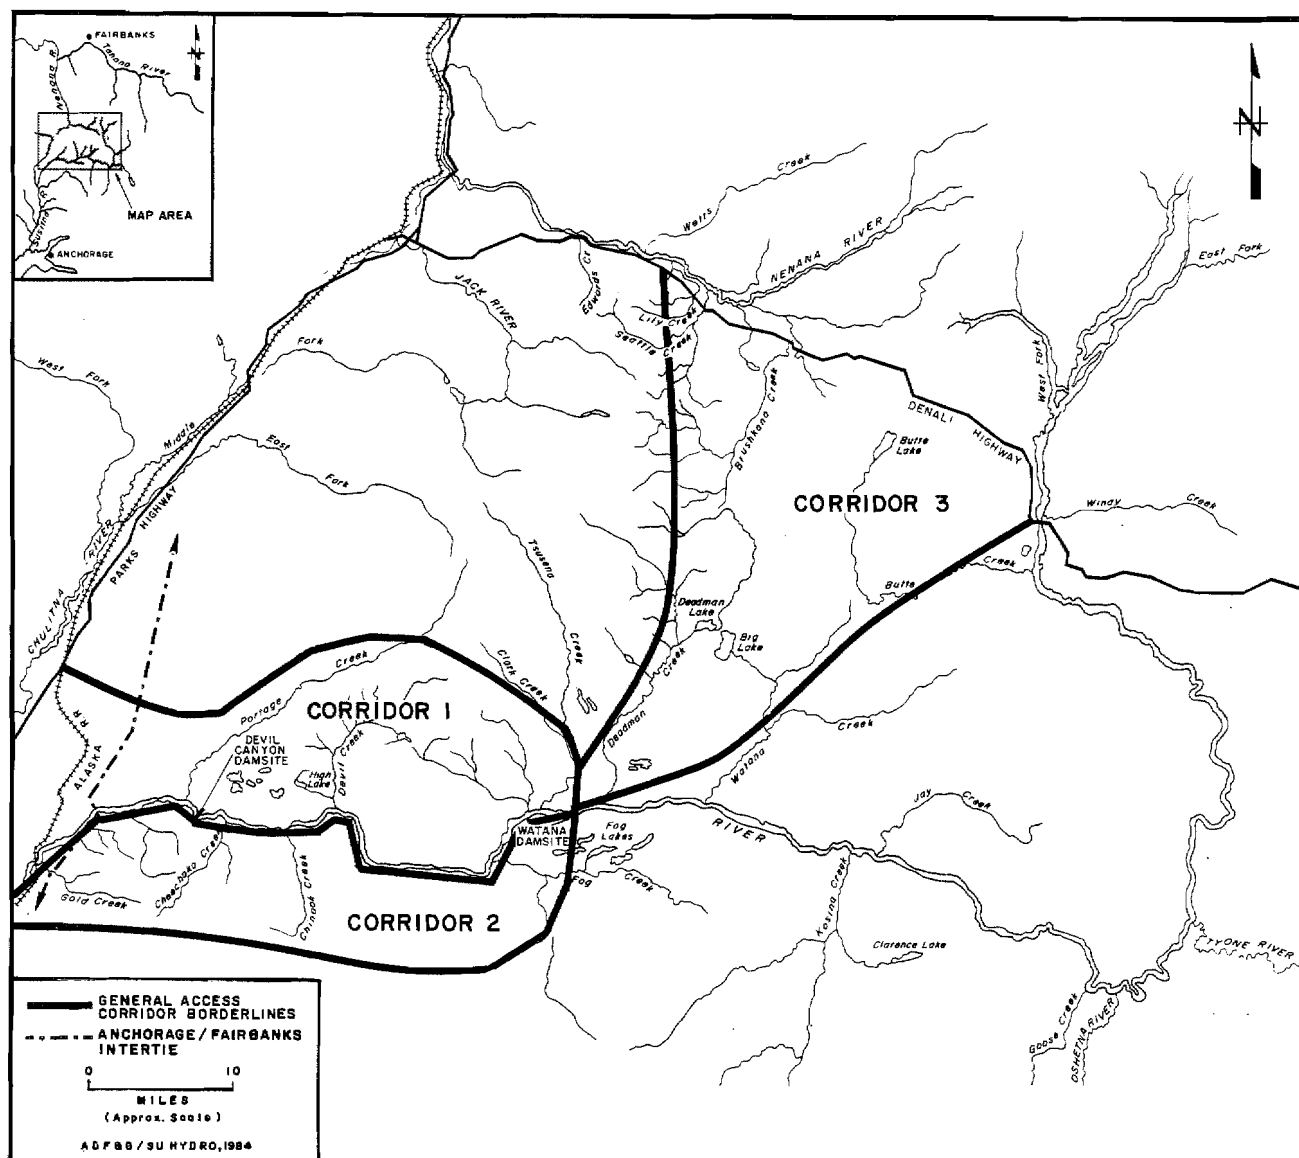 FAIRBANKS
Tanana River
Nenana R.
N
MAP AREA
Susitna R.
ANCHORAGE
N
Wells Creek
NENANA RIVER
East Fork
JACK RIVER
Edwards Cr
Lily Creek
Seattle Creek
West Fork
Fork
West Fork
Middle
East
Fork
Brushkana Creek
DENALI HIGHWAY
Butte
Lake
CORRIDOR 3
Windy Creek
CHULITNA RIVER
PARKS HIGHWAY
Tsusena Creek
Butte Creek
Deadman
Lake
Big
Lake
Clark Creek
Portage Creek
CORRIDOR 1
Deadman Creek
Watana Creek
DEVIL
CANYON
DAMSITE
High
Lake
Devil Creek
ALASKA RR
WATANA
DAMSITE
Fog
Lakes
RIVER
Jay Creek
Fog Creek
Gold Creek
Cheechako Creek
Chinook Creek
CORRIDOR 2
Kosina Creek
Clarence Lake
TYONE RIVER
Goose Creek
OSHETNA RIVER
GENERAL ACCESS
CORRIDOR BORDERLINES
ANCHORAGE/FAIRBANKS
INTERTIE
0 10
MILES
(Approx. Scale)
ADF&G/SU HYDRO, 1984